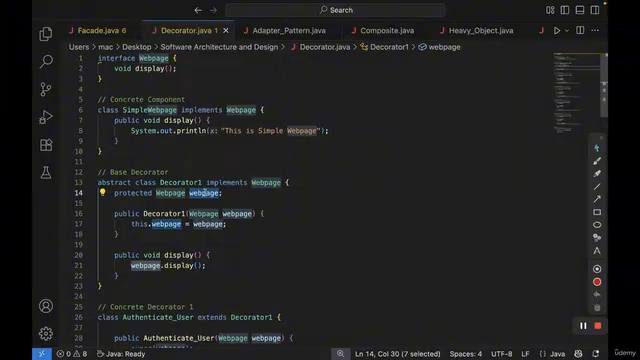 Search
Facade.java 6
Decorator.java 1
Adapter_Pattern.java
Composite.java
Heavy_Object.java
Users > mac > Desktop > Software Architecture and Design > Decorator.java > Decorator1 > webpage
1 interface Webpage {
2 void display();
3 }
4
5 // Concrete Component
6 class SimpleWebpage implements Webpage {
7 public void display() {
8 System.out.println(x: "This is Simple Webpage");
9 }
10 }
11
12 // Base Decorator
13 abstract class Decorator1 implements Webpage {
14 protected Webpage webpage;
15
16 public Decorator1(Webpage webpage) {
17 this.webpage = webpage;
18 }
19
20 public void display() {
21 webpage.display();
22 }
23 }
24
25 // Concrete Decorator 1
26 class Authenticate_User extends Decorator1 {
27
28 public Authenticate_User(Webpage webpage) {
0 8 Java: Ready
Ln 14, Col 30 (7 selected) Spaces: 4 UTF-8 LF {} Java
udemy